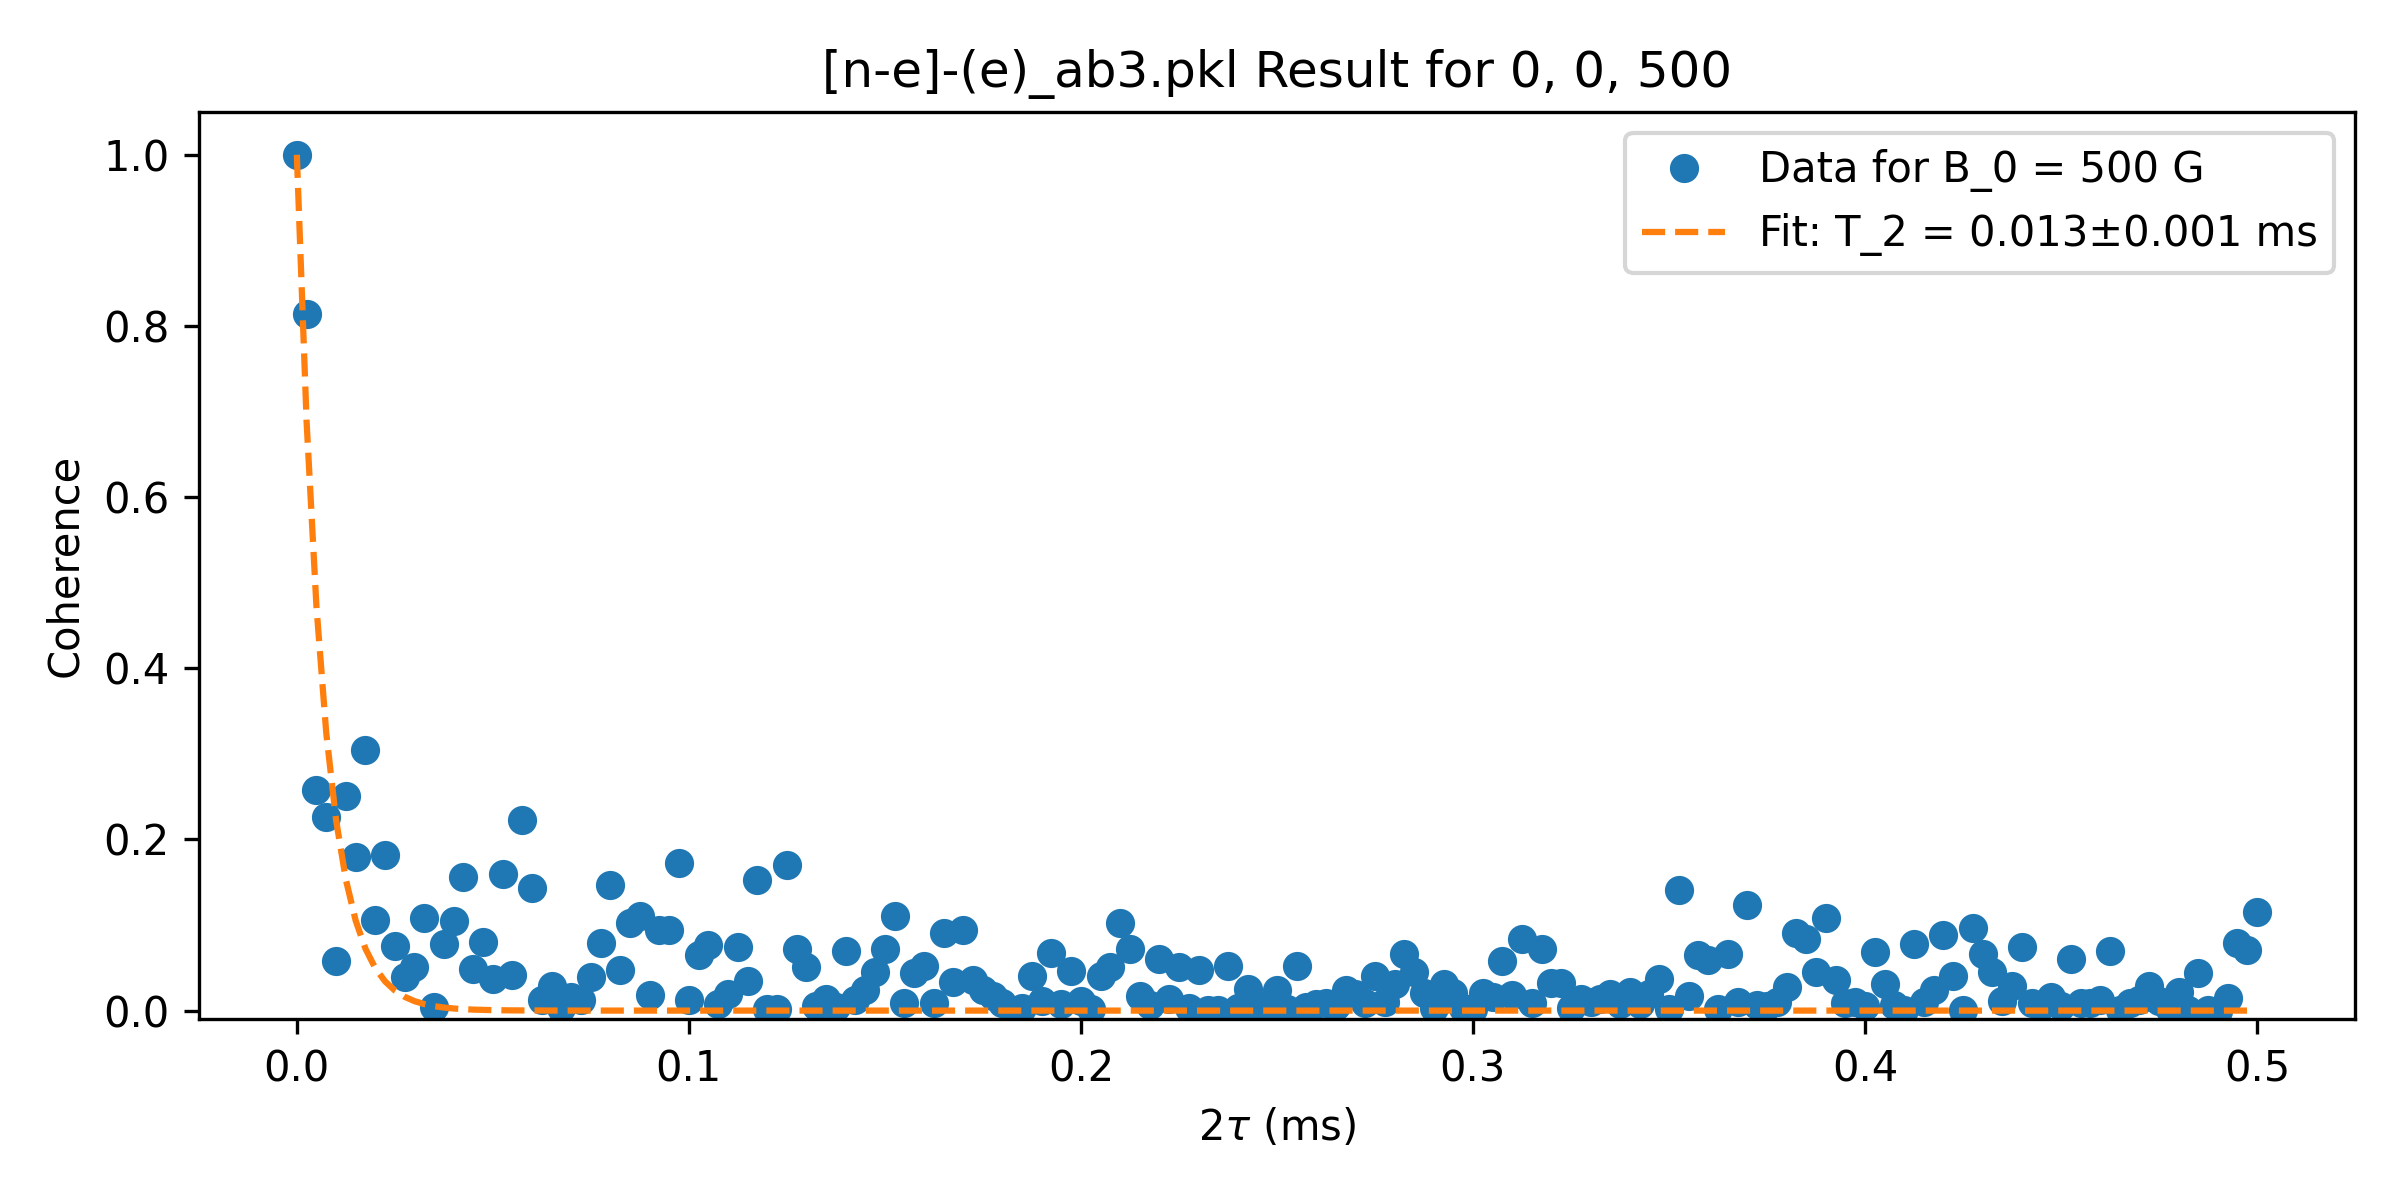 [n-e]-(e)_ab3.pkl Result for 0, 0, 500
Data for B_0 = 500 G
Fit: T_2 = 0.013±0.001 ms
Coherence
1.0
0.8
0.6
0.4
0.2
0.0
0.0 0.1 0.2 0.3 0.4 0.5
2τ (ms)